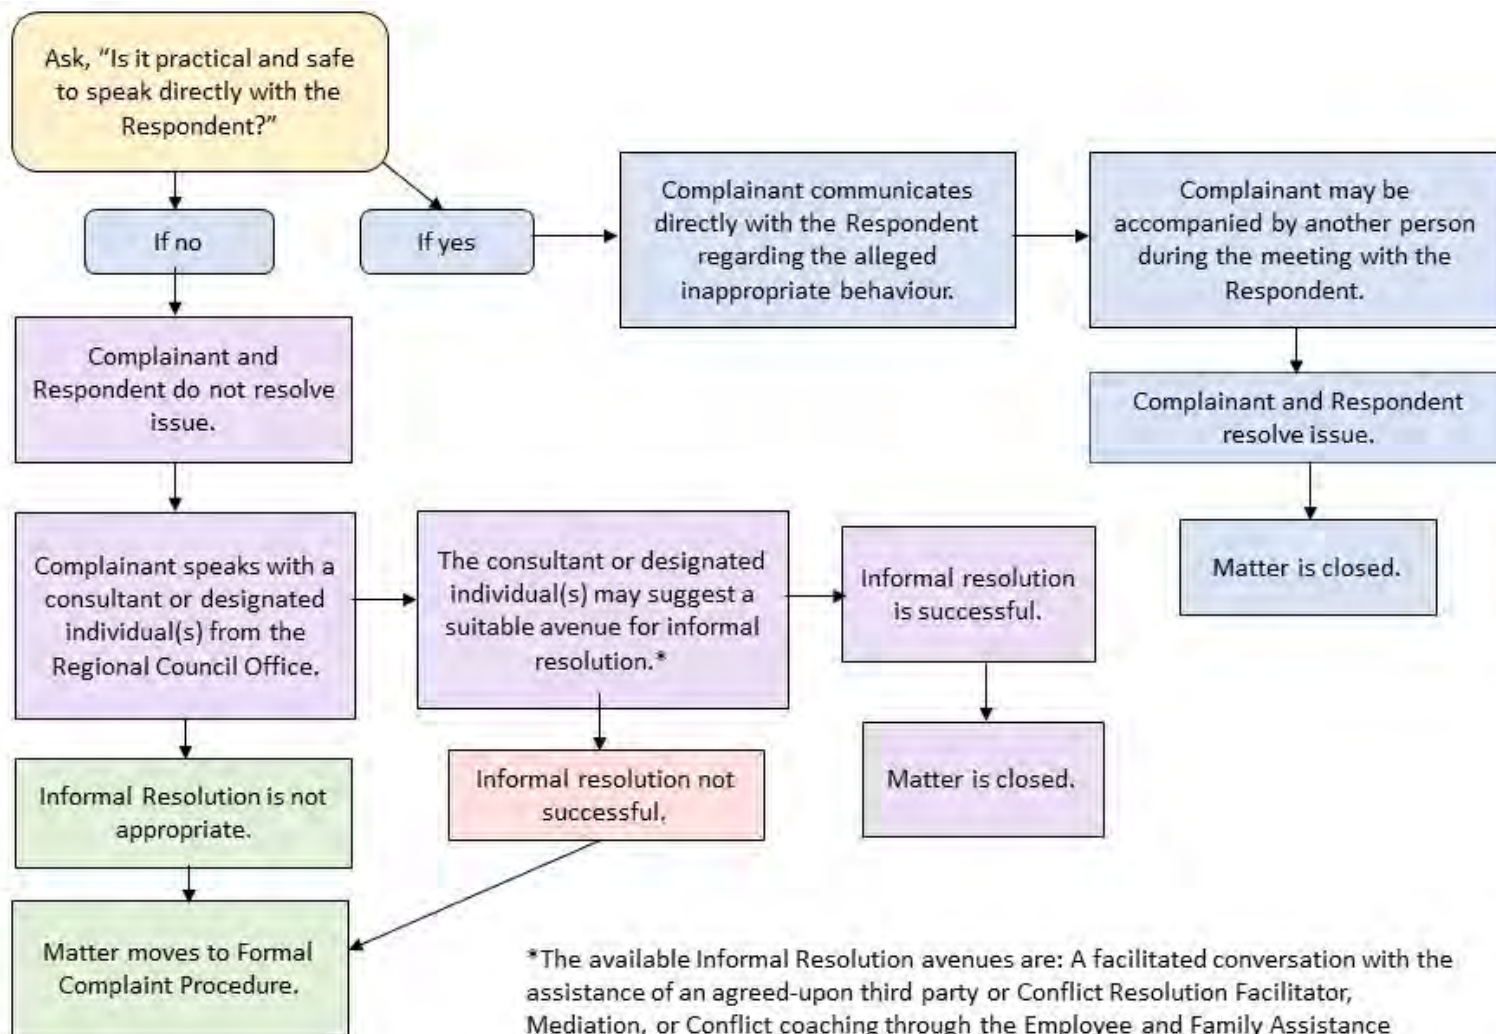 Ask, “Is it practical and safe
to speak directly with the
Respondent?”
If no
If yes
Complainant communicates
directly with the Respondent
regarding the alleged
inappropriate behaviour.
Complainant may be
accompanied by another person
during the meeting with the
Respondent.
Complainant and Respondent
resolve issue.
Matter is closed.
Complainant and
Respondent do not resolve
issue.
Complainant speaks with a
consultant or designated
individual(s) from the
Regional Council Office.
The consultant or designated
individual(s) may suggest a
suitable avenue for informal
resolution.*
Informal resolution
is successful.
Matter is closed.
Informal resolution not
successful.
Informal Resolution is not
appropriate.
Matter moves to Formal
Complaint Procedure.
*The available Informal Resolution avenues are: A facilitated conversation with the
assistance of an agreed-upon third party or Conflict Resolution Facilitator,
Mediation, or Conflict coaching through the Employee and Family Assistance